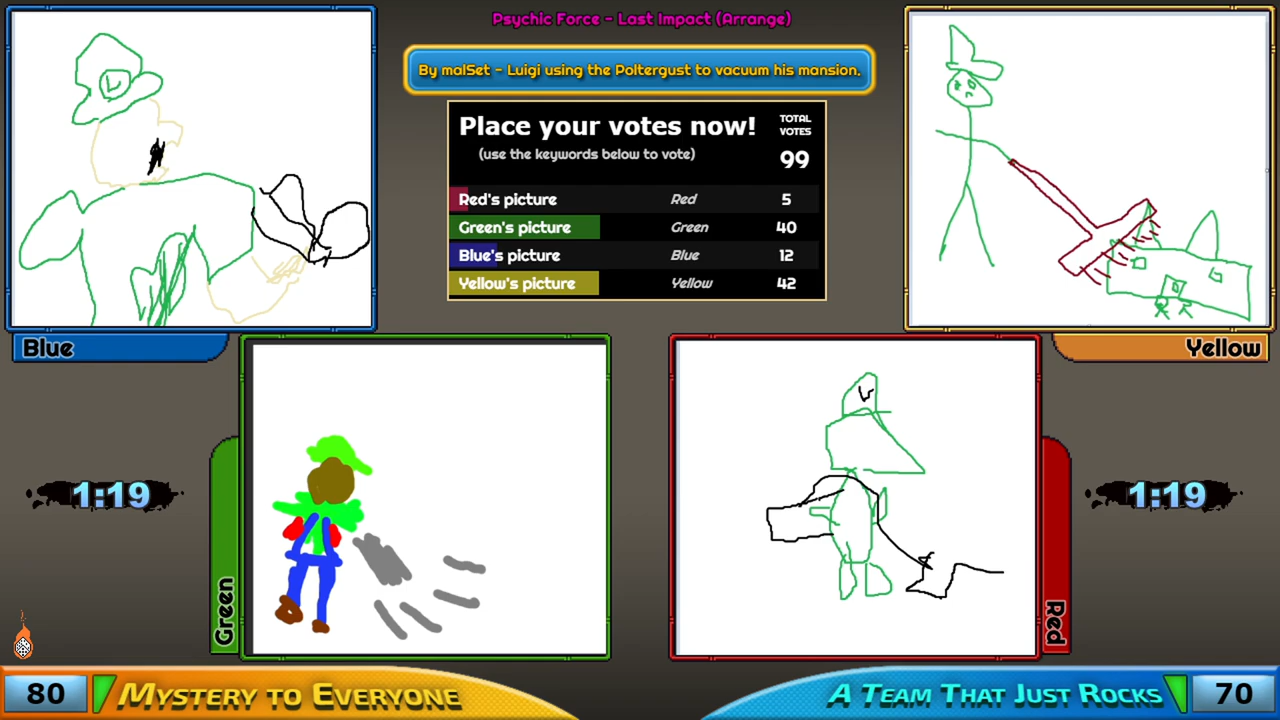 Psychic Force - Last Impact (Arrange)
By malSet - Luigi using the Poltergust to vacuum his mansion.
Place your votes now!
TOTAL VOTES
(use the keywords below to vote)
99
Red's picture Red 5
Green's picture Green 40
Blue's picture Blue 12
Yellow's picture Yellow 42
L
L
Blue
Yellow
1:19
1:19
Green
Red
80
Mystery to Everyone
A Team That Just Rocks
70